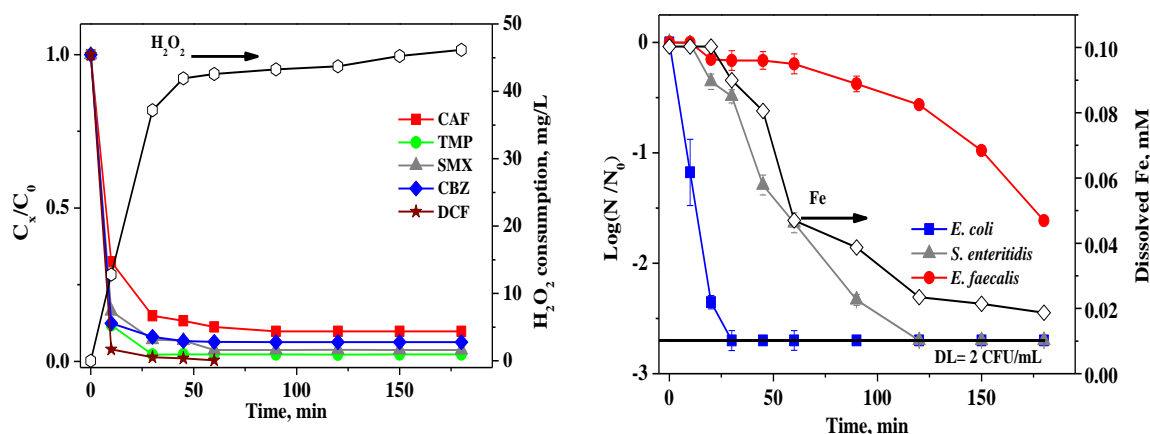 H2O2
CAF
TMP
SMX
CBZ
DCF
1.0
0.5
0.0
Cx/C0
50
40
30
20
10
0
H2O2 consumption, mg/L
0
50
100
150
Time, min
0
-1
-2
-3
Log(N /N0)
Fe
E. coli
S. enteritidis
E. faecalis
DL= 2 CFU/mL
0.10
0.08
0.06
0.04
0.02
0.00
Dissolved Fe, mM
0
50
100
150
Time, min